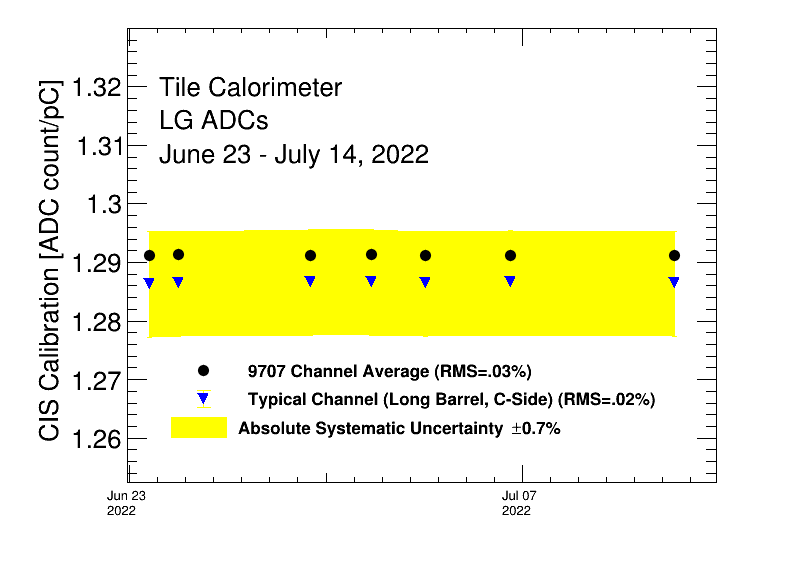 Tile Calorimeter
LG ADCs
June 23 - July 14, 2022
CIS Calibration [ADC count/pC]
1.32
1.31
1.3
1.29
1.28
1.27
1.26
9707 Channel Average (RMS=.03%)
Typical Channel (Long Barrel, C-Side) (RMS=.02%)
Absolute Systematic Uncertainty ±0.7%
Jun 23
2022
Jul 07
2022